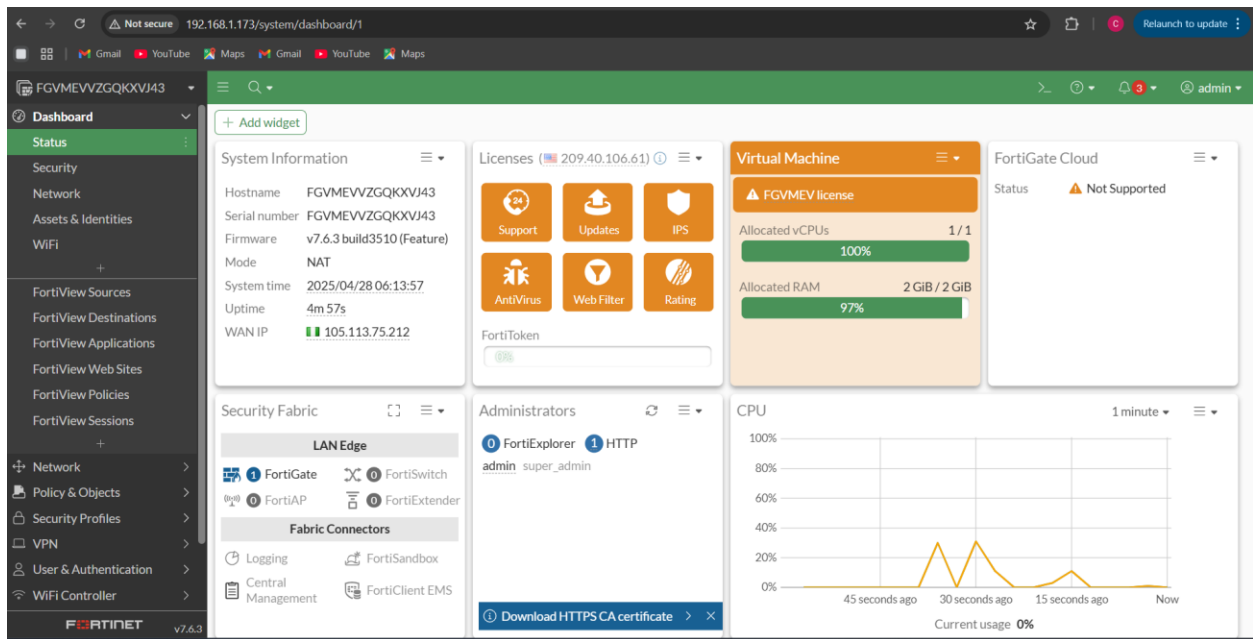 Not secure 192.168.1.173/system/dashboard/1
Relaunch to update
Gmail YouTube Maps Gmail YouTube Maps
FGVMEVVZGQKXVJ43
admin
3
Dashboard
Status
Security
Network
Assets & Identities
WiFi
FortiView Sources
FortiView Destinations
FortiView Applications
FortiView Web Sites
FortiView Policies
FortiView Sessions
Network
Policy & Objects
Security Profiles
VPN
User & Authentication
WiFi Controller
FORTINET v7.6.3
+ Add widget
System Information
Hostname FGVMEVVZGQKXVJ43
Serial number FGVMEVVZGQKXVJ43
Firmware v7.6.3 build3510 (Feature)
Mode NAT
System time 2025/04/28 06:13:57
Uptime 4m 57s
WAN IP 105.113.75.212
Licenses (209.40.106.61)
24
Support Updates IPS
AntiVirus Web Filter Rating
FortiToken
0%
Virtual Machine
FGVMEV license
Allocated vCPUs 1 / 1
100%
Allocated RAM 2 GiB / 2 GiB
97%
FortiGate Cloud
Status Not Supported
Security Fabric
LAN Edge
1 FortiGate 0 FortiSwitch
0 FortiAP 0 FortiExtender
Fabric Connectors
Logging FortiSandbox
Central Management FortiClient EMS
Administrators
0 FortiExplorer 1 HTTP
admin super_admin
Download HTTPS CA certificate
CPU 1 minute
100%
80%
60%
40%
20%
0%
45 seconds ago 30 seconds ago 15 seconds ago Now
Current usage 0%